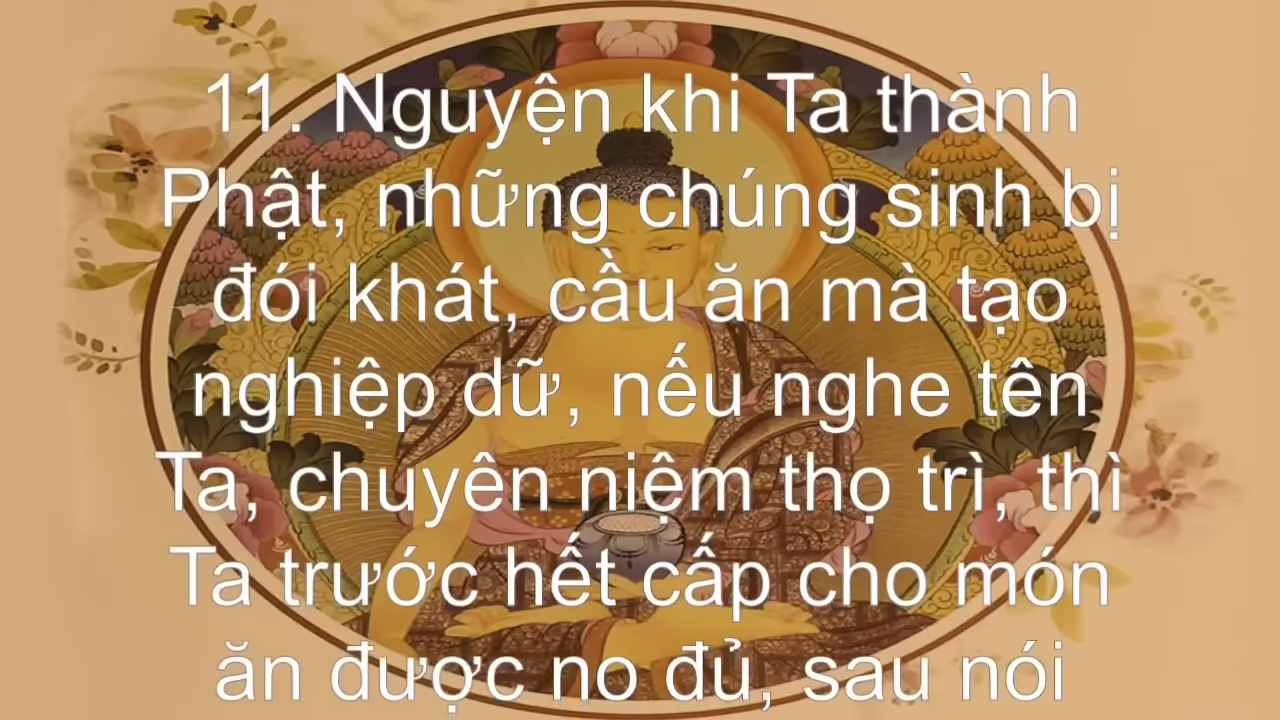 11. Nguyện khi Ta thành
Phật, những chúng sinh bị
đói khát, cầu ăn mà tạo
nghiệp dữ, nếu nghe tên
Ta, chuyên niệm thọ trì, thì
Ta trước hết cấp cho món
ăn được no đủ, sau nói